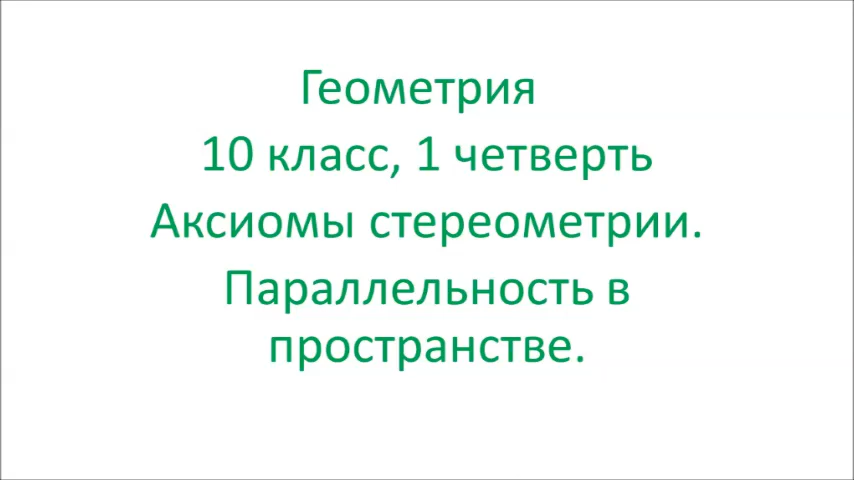 Геометрия
10 класс, 1 четверть
Аксиомы стереометрии.
Параллельность в
пространстве.